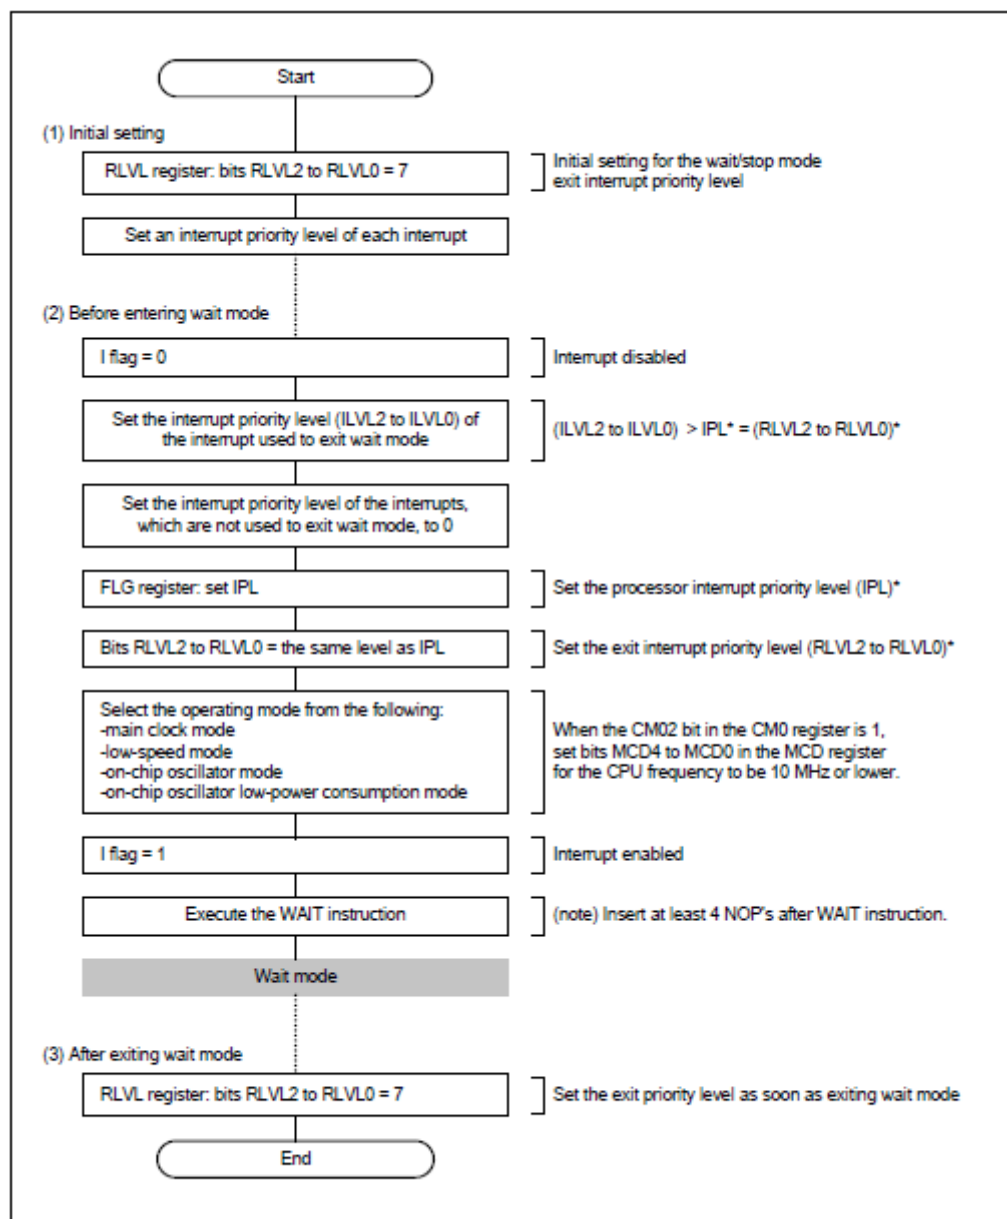 Start
(1) Initial setting
RLVL register: bits RLVL2 to RLVL0 = 7
Initial setting for the wait/stop mode
exit interrupt priority level
Set an interrupt priority level of each interrupt
(2) Before entering wait mode
I flag = 0
Interrupt disabled
Set the interrupt priority level (ILVL2 to ILVL0) of
the interrupt used to exit wait mode
(ILVL2 to ILVL0) > IPL* = (RLVL2 to RLVL0)*
Set the interrupt priority level of the interrupts,
which are not used to exit wait mode, to 0
FLG register: set IPL
Set the processor interrupt priority level (IPL)*
Bits RLVL2 to RLVL0 = the same level as IPL
Set the exit interrupt priority level (RLVL2 to RLVL0)*
Select the operating mode from the following:
-main clock mode
-low-speed mode
-on-chip oscillator mode
-on-chip oscillator low-power consumption mode
When the CM02 bit in the CM0 register is 1,
set bits MCD4 to MCD0 in the MCD register
for the CPU frequency to be 10 MHz or lower.
I flag = 1
Interrupt enabled
Execute the WAIT instruction
(note) Insert at least 4 NOP's after WAIT instruction.
Wait mode
(3) After exiting wait mode
RLVL register: bits RLVL2 to RLVL0 = 7
Set the exit priority level as soon as exiting wait mode
End